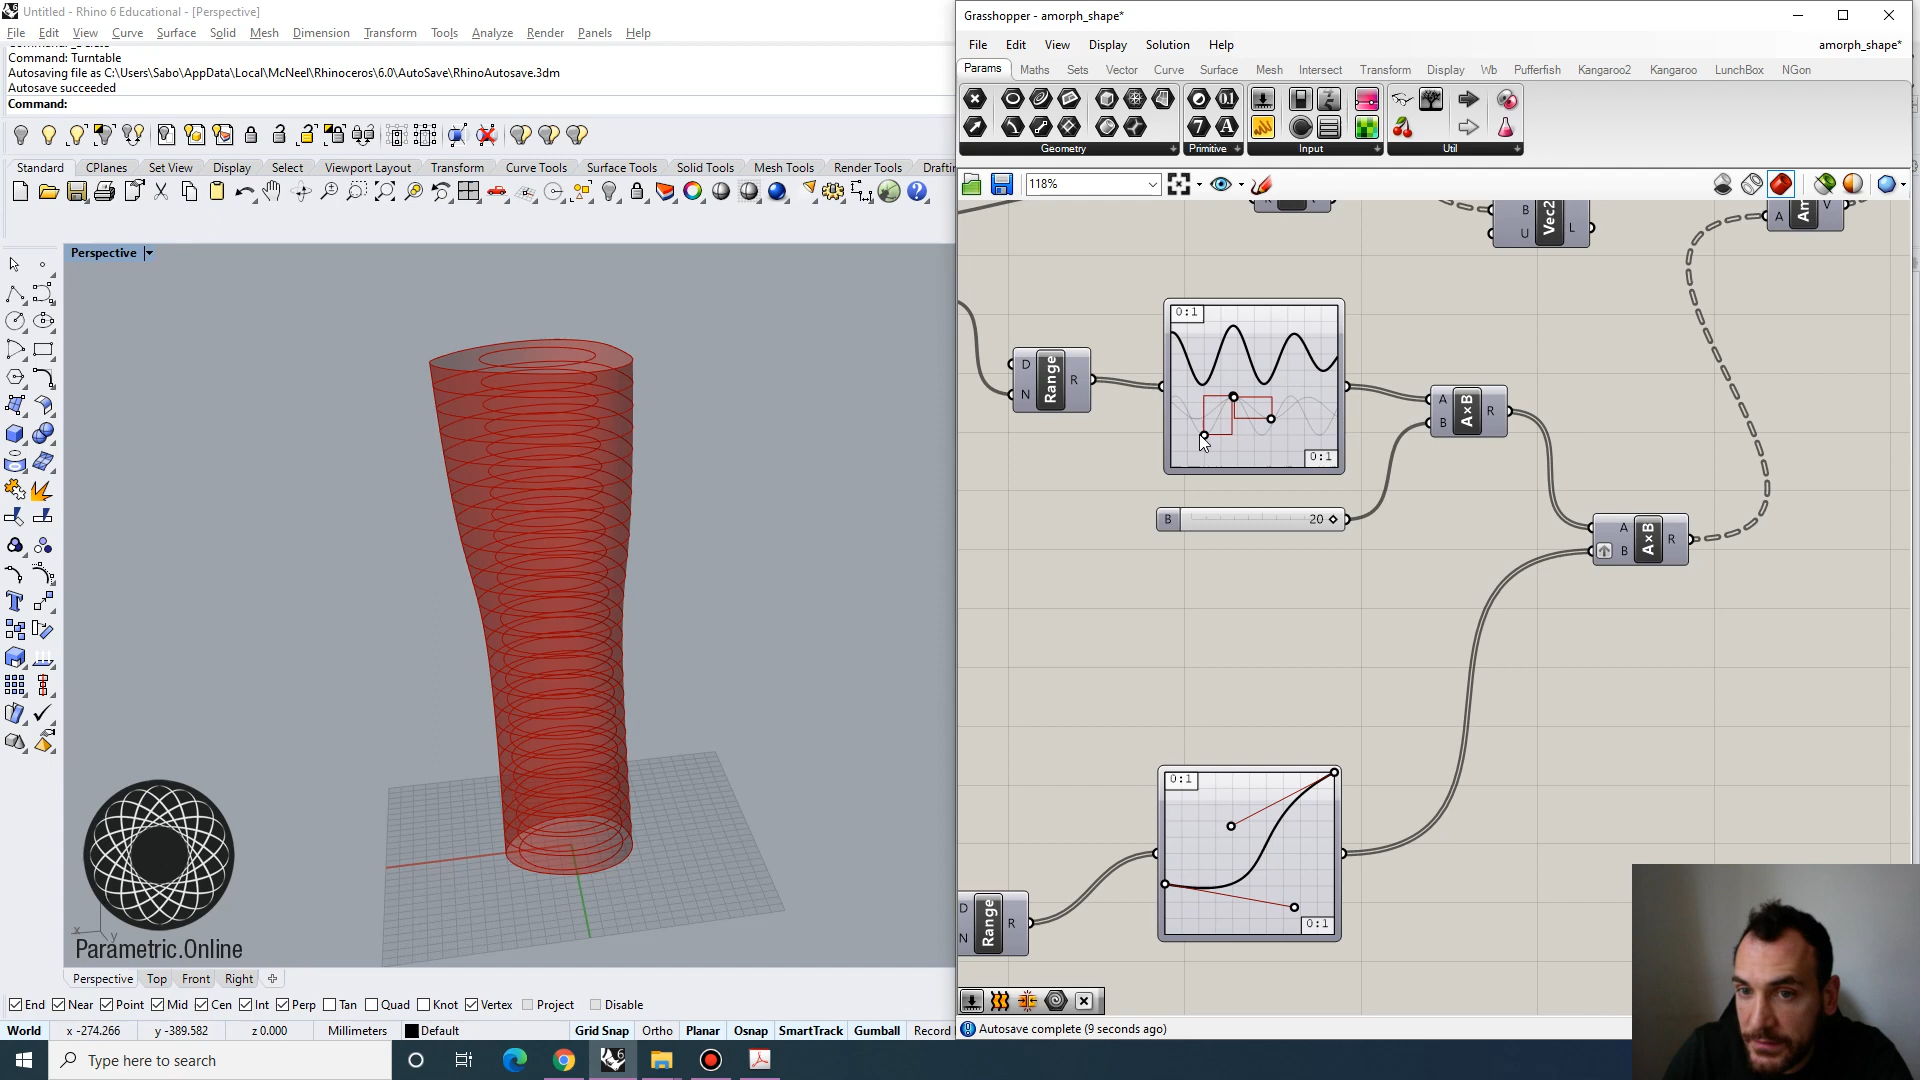 Untitled - Rhino 6 Educational - [Perspective]
File Edit View Curve Surface Solid Mesh Dimension Transform Tools Analyze Render Panels Help
Command: Turntable
Autosaving file as C:\Users\Sabo\AppData\Local\McNeel\Rhinoceros\6.0\AutoSave\RhinoAutosave.3dm
Autosave succeeded
Command:
Standard CPlanes Set View Display Select Viewport Layout Transform Curve Tools Surface Tools Solid Tools Mesh Tools Render Tools
Perspective
x y
Parametric.Online
Perspective Top Front Right
End Near Point Mid Cen Int Perp Tan Quad Knot Vertex Project Disable
World x -274.266 y -389.582 z 0.000 Millimeters Default Grid Snap Ortho Planar Osnap SmartTrack Gumball Record
Type here to search
Grasshopper - amorph_shape*
File Edit View Display Solution Help amorph_shape*
Params Maths Sets Vector Curve Surface Mesh Intersect Transform Display Wb Pufferfish Kangaroo2 Kangaroo LunchBox NGon
Geometry Primitive Input Util
118%
B U Vec2 L
A V
0:1
D N Range R
0:1
A B A×B R
B 20
A B A×B R
0:1
0:1
D N Range R
Autosave complete (9 seconds ago)